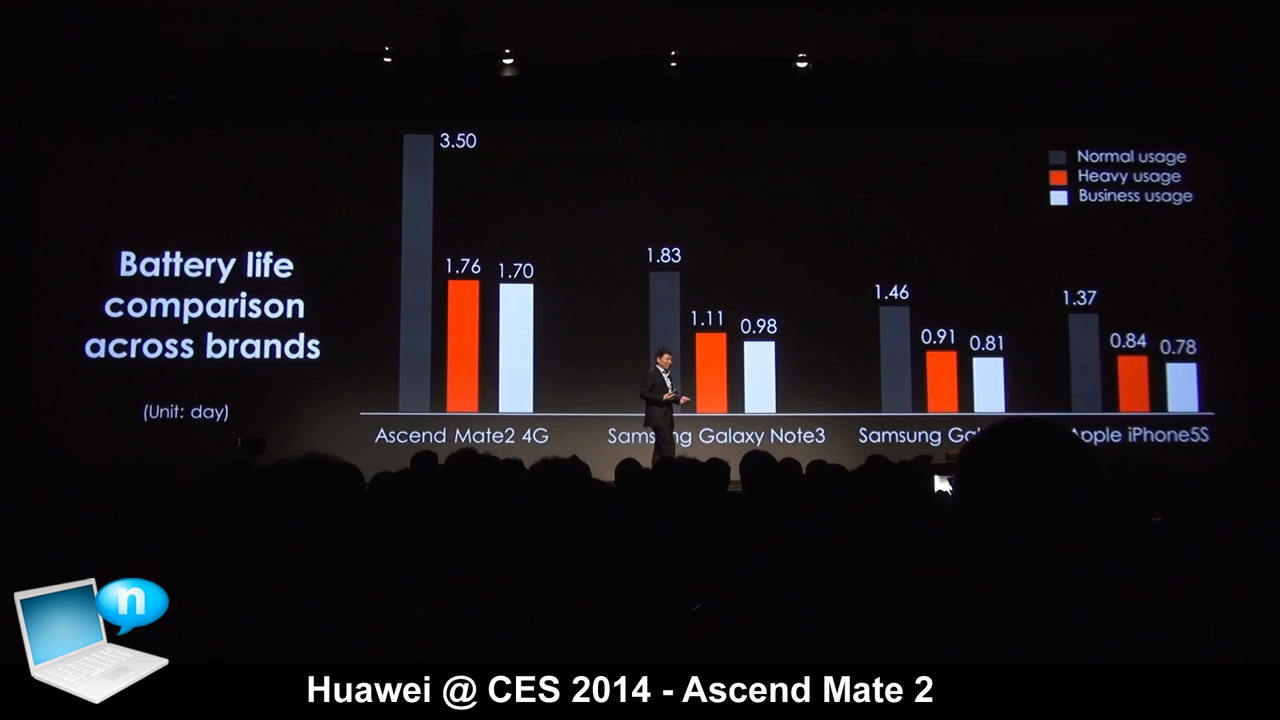 Battery life
comparison
across brands
(Unit: day)
3.50
1.76
1.70
1.83
1.11
0.98
1.46
0.91
0.81
1.37
0.84
0.78
Normal usage
Heavy usage
Business usage
Ascend Mate2 4G
Samsung Galaxy Note3
Samsung
Apple iPhone5S
n
Huawei @ CES 2014 - Ascend Mate 2